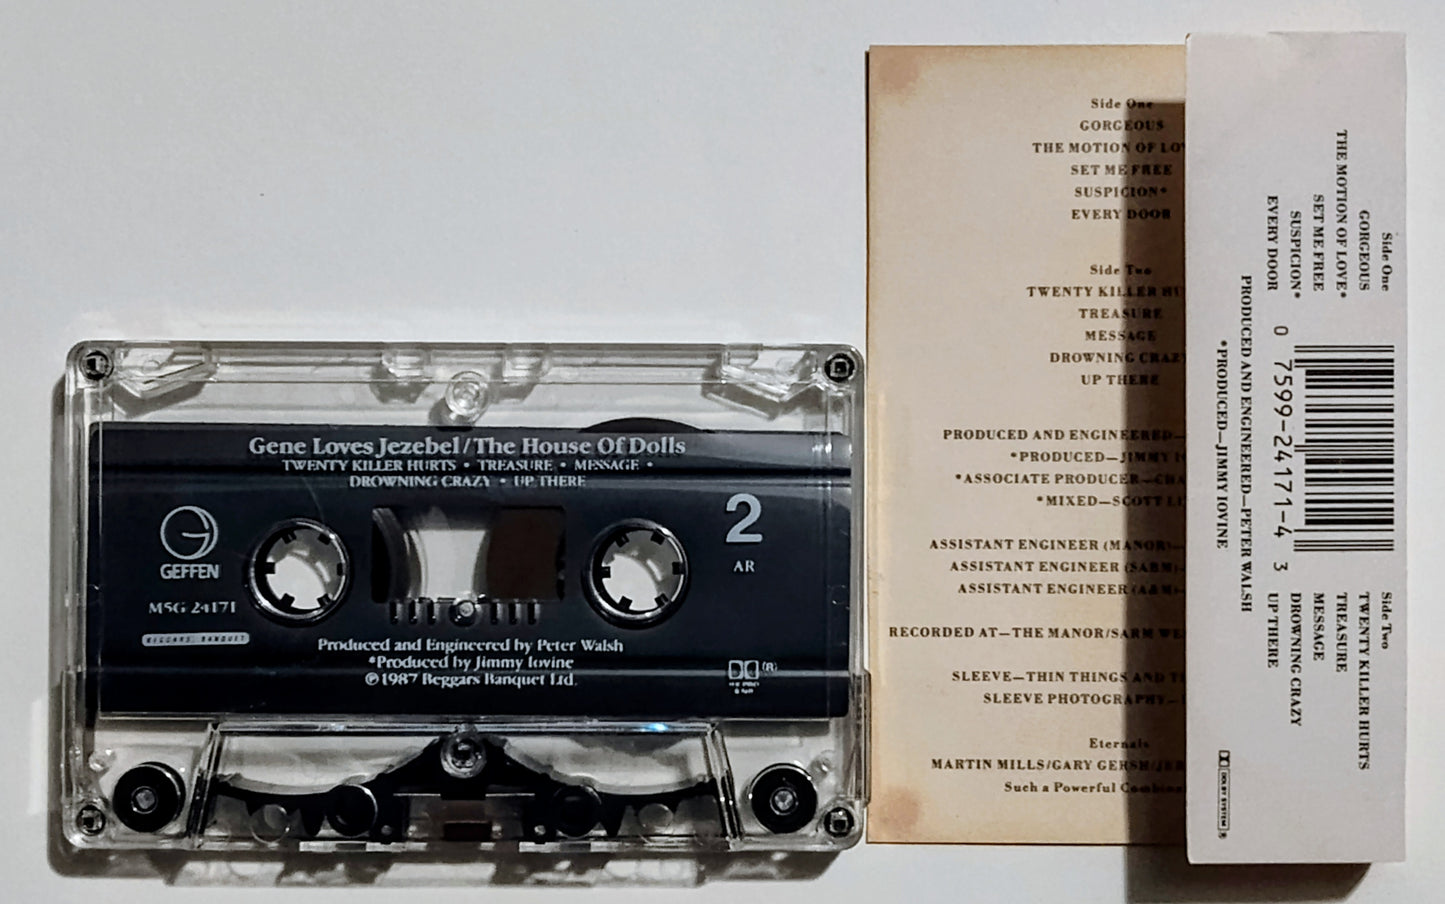 Gene Loves Jezebel/The House Of Dolls
TWENTY KILLER HURTS • TREASURE • MESSAGE •
DROWNING CRAZY • UP THERE
2
AR
GEFFEN
M5G 24171
BEGGARS BANQUET
Produced and Engineered by Peter Walsh
*Produced by Jimmy Iovine
℗1987 Beggars Banquet Ltd.
Side One
GORGEOUS
THE MOTION OF
SET ME FREE
SUSPICION*
EVERY DOOR
Side Two
TWENTY KILLER
TREASURE
MESSAGE
DROWNING CRAZY
UP THERE
PRODUCED AND ENGINEERED—
*PRODUCED—JIMMY
*ASSOCIATE PRODUCER—
*MIXED—SCOTT
ASSISTANT ENGINEER (MANOR)—
ASSISTANT ENGINEER (SARM)—
ASSISTANT ENGINEER (A&M)—
RECORDED AT—THE MANOR/SARM
SLEEVE—THIN THINGS AND
SLEEVE PHOTOGRAPHY—
Eternals
MARTIN MILLS/GARY GERSH/
Such a Powerful
Side One
GORGEOUS
THE MOTION OF LOVE*
SET ME FREE
SUSPICION*
EVERY DOOR
0 7599-24171-4 3
Side Two
TWENTY KILLER HURTS
TREASURE
MESSAGE
DROWNING CRAZY
UP THERE
PRODUCED AND ENGINEERED—PETER WALSH
*PRODUCED—JIMMY IOVINE
DOLBY SYSTEM